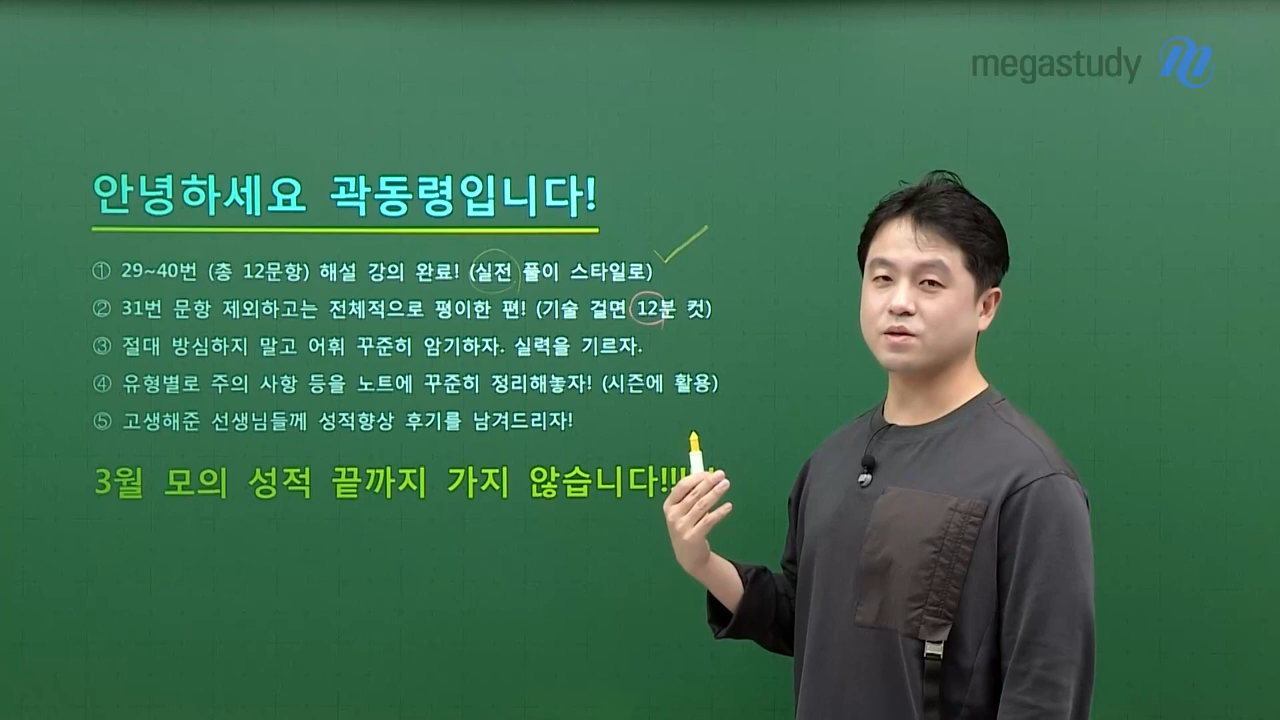 megastudy
안녕하세요 곽동령입니다!
① 29~40번 (총 12문항) 해설 강의 완료! (실전 풀이 스타일로)
② 31번 문항 제외하고는 전체적으로 평이한 편! (기술 걸면 12분 컷)
③ 절대 방심하지 말고 어휘 꾸준히 암기하자. 실력을 기르자.
④ 유형별로 주의 사항 등을 노트에 꾸준히 정리해놓자! (시즌에 활용)
⑤ 고생해준 선생님들께 성적향상 후기를 남겨드리자!
3월 모의 성적 끝까지 가지 않습니다!!!